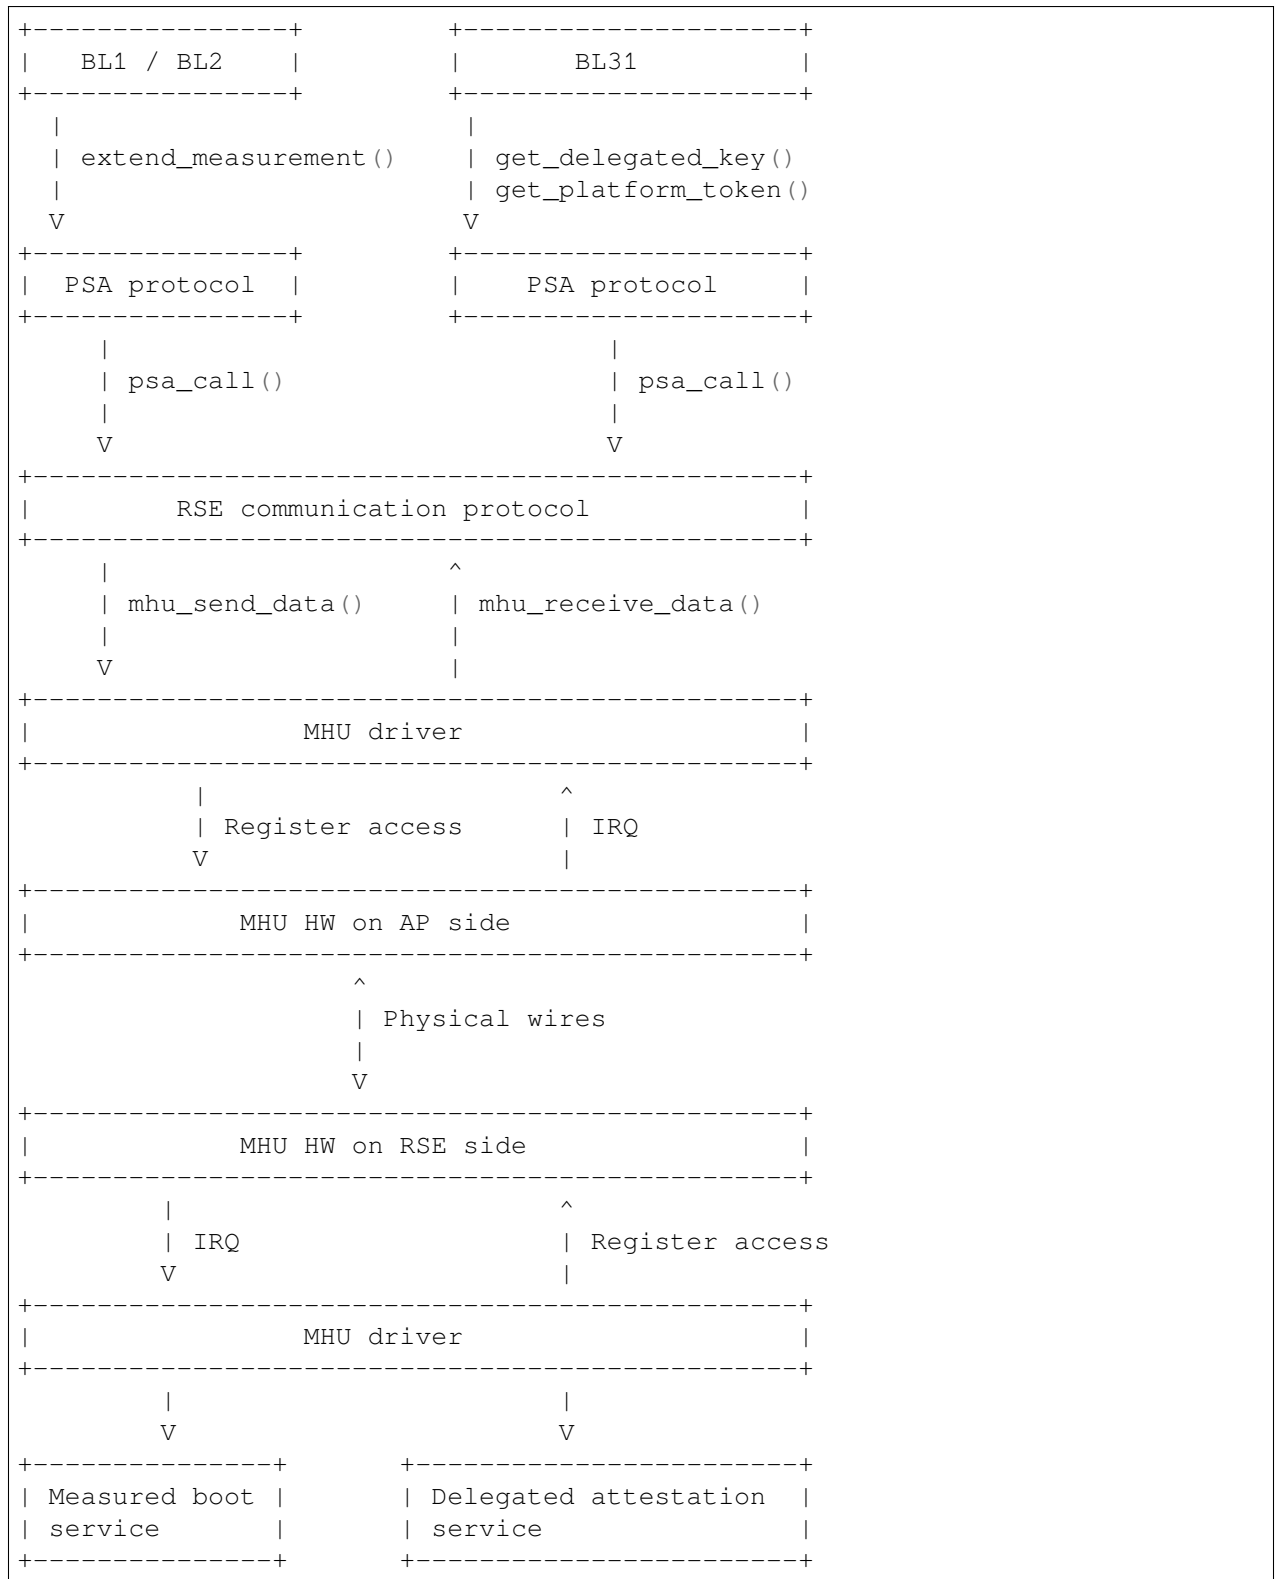 +----------------+         +---------------------+
|   BL1 / BL2    |         |       BL31          |
+----------------+         +---------------------+
  |                         |
  | extend_measurement()    | get_delegated_key()
  |                         | get_platform_token()
  V                         V
+----------------+         +---------------------+
|  PSA protocol  |         |    PSA protocol     |
+----------------+         +---------------------+
     |                               |
     | psa_call()                    | psa_call()
     |                               |
     V                               V
+------------------------------------------------+
|         RSE communication protocol             |
+------------------------------------------------+
     |                     ^
     | mhu_send_data()     | mhu_receive_data()
     |                     |
     V                     |
+------------------------------------------------+
|                 MHU driver                     |
+------------------------------------------------+
           |                      ^
           | Register access      | IRQ
           V                      |
+------------------------------------------------+
|             MHU HW on AP side                  |
+------------------------------------------------+
                     ^
                     | Physical wires
                     |
                     V
+------------------------------------------------+
|             MHU HW on RSE side                 |
+------------------------------------------------+
         |                        ^
         | IRQ                    | Register access
         V                        |
+------------------------------------------------+
|                 MHU driver                     |
+------------------------------------------------+
         |                        |
         V                        V
+---------------+       +------------------------+
| Measured boot |       | Delegated attestation  |
| service       |       | service                |
+---------------+       +------------------------+